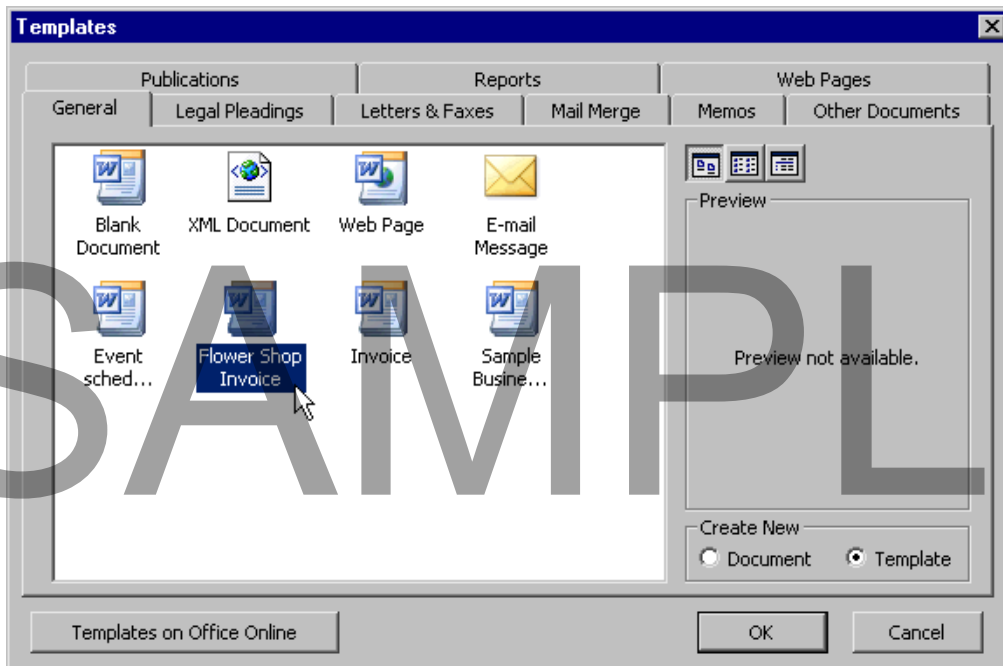 Templates
Publications
Reports
Web Pages
General
Legal Pleadings
Letters & Faxes
Mail Merge
Memos
Other Documents
Blank
Document
XML Document
Web Page
E-mail
Message
Event
sched...
Flower Shop
Invoice
Invoice
Sample
Busine...
Preview
Preview not available.
Create New
Document
Template
Templates on Office Online
OK
Cancel
SAMPL